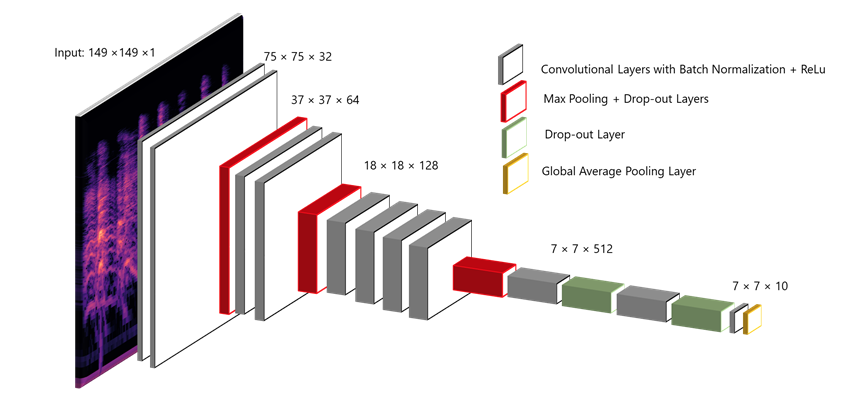 Input: 149 ×149 ×1
75 × 75 × 32
37 × 37 × 64
18 × 18 × 128
7 × 7 × 512
7 × 7 × 10
Convolutional Layers with Batch Normalization + ReLu
Max Pooling + Drop-out Layers
Drop-out Layer
Global Average Pooling Layer